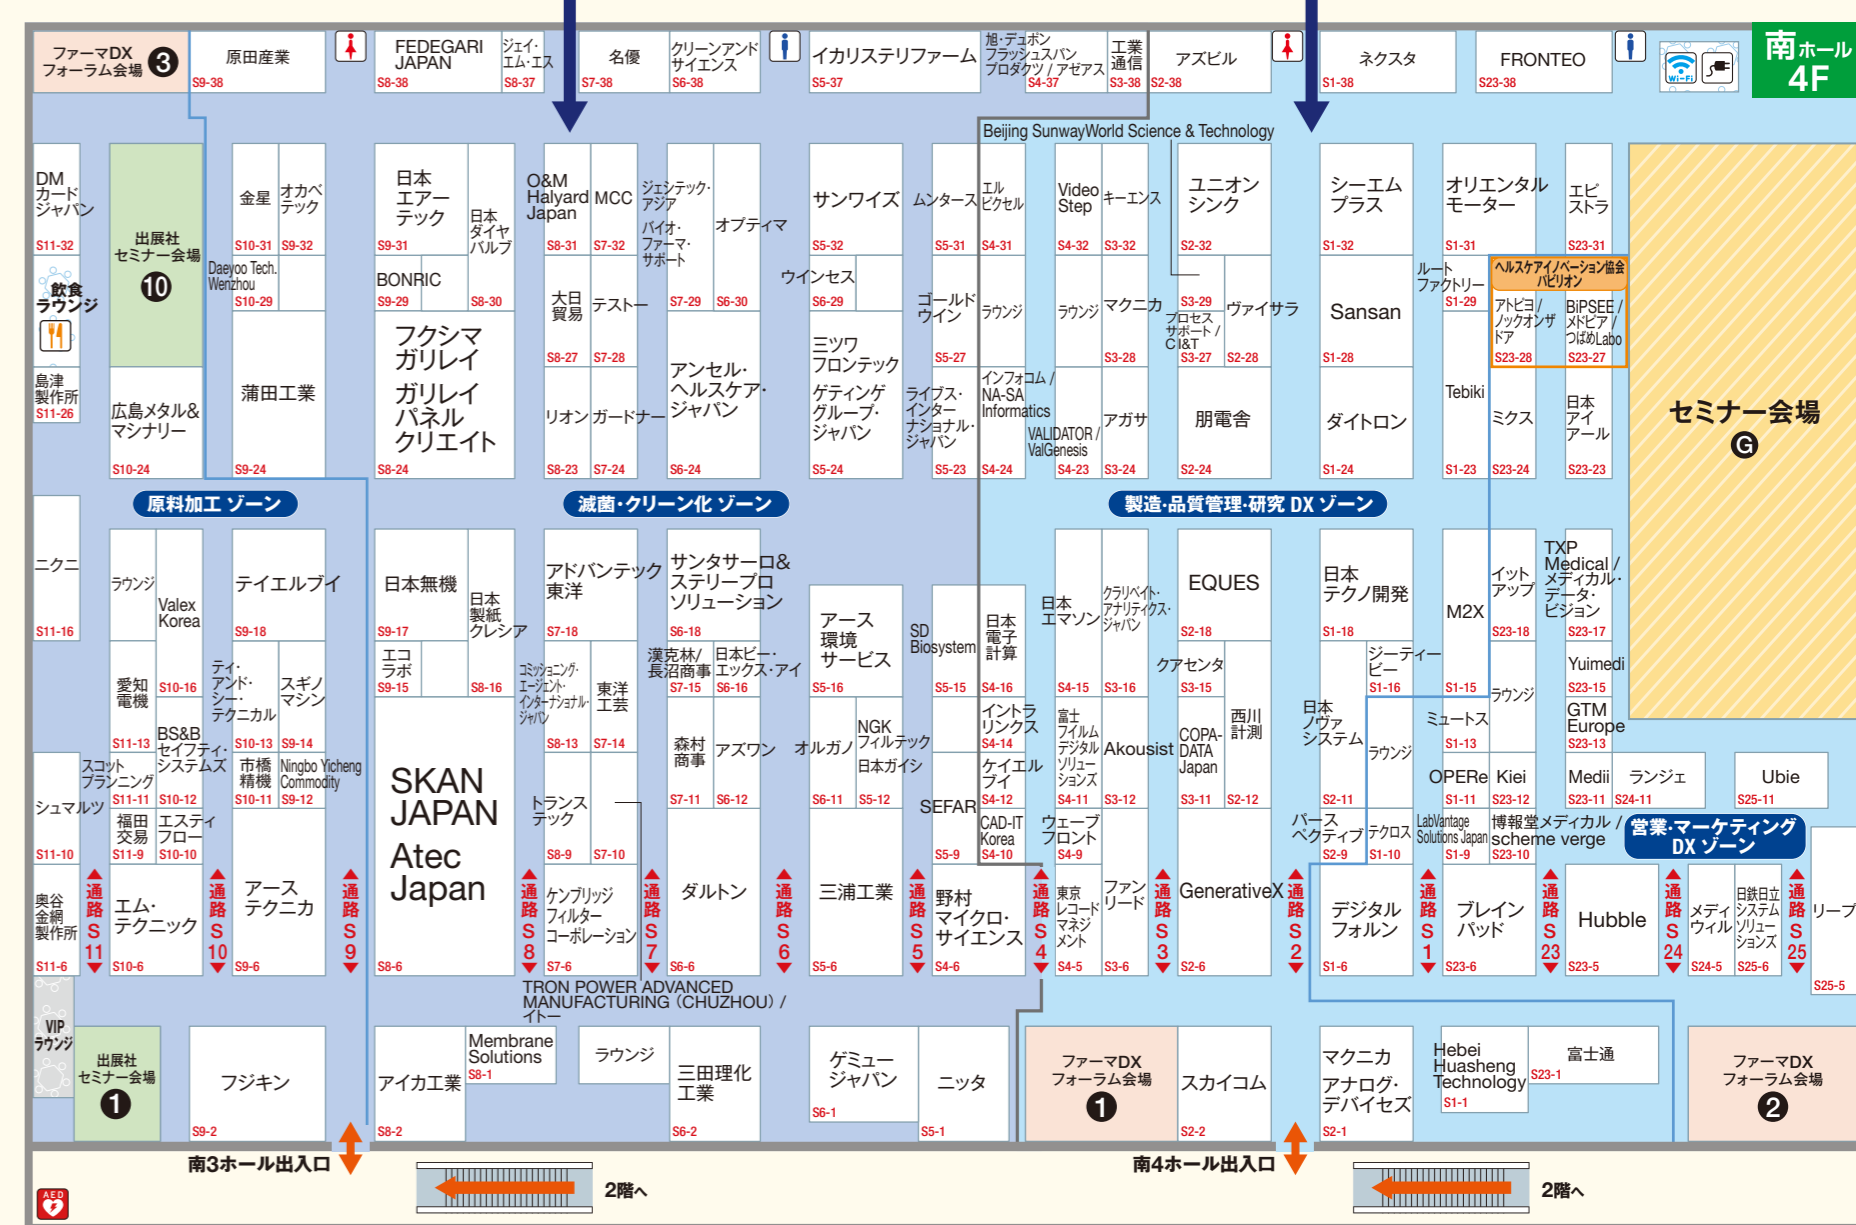 ファーマDX
フォーラム会場 3
原田産業
S9-38
FEDEGARI
JAPAN
S8-38
ジェイ・
エム・エス
S8-37
名優
S7-38
クリーンアンド
サイエンス
S6-38
イカリステリファーム
S5-37
旭・デュポン
フラッシュスパン
プロダクツ / アゼアス
S4-37
工業
通信
S3-38
アズビル
S2-38
ネクスタ
S1-38
FRONTEO
S23-38
Wi-Fi
南ホール
4F
Beijing SunwayWorld Science & Technology
DM
カード
ジャパン
S11-32
出展社
セミナー会場
10
金星
S10-31
オカベ
テック
S9-32
日本
エアー
テック
S9-31
日本
ダイヤ
バルブ
S8-30
O&M
Halyard
Japan
S8-31
MCC
S7-32
ジェシテック・
アジア
バイオ・
ファーマ・
サポート
S7-29
オプティマ
S6-30
サンワイズ
S5-32
ムンタース
S5-31
エル
ピクセル
S4-31
Video
Step
S4-32
キーエンス
S3-32
ユニオン
シンク
S2-32
シーエム
プラス
S1-32
オリエンタル
モーター
S1-31
エピ
ストラ
S23-31
飲食
ラウンジ
Daeyoo Tech.
Wenzhou
S10-29
BONRIC
S9-29
大日
貿易
S8-27
テストー
S7-28
ウインセス
S6-29
ゴールド
ウイン
S5-27
ラウンジ
ラウンジ
マクニカ
S3-28
S3-29
プロセス
サポート /
CI&T
S3-27
ヴァイサラ
S2-28
Sansan
S1-28
ルート
ファクトリー
S1-29
ヘルスケアイノベーション協会
パビリオン
アトピヨ /
ノックオンザ
ドア
S23-28
BiPSEE /
メドピア /
つばめLabo
S23-27
島津
製作所
S11-26
広島メタル&
マシナリー
S10-24
蒲田工業
S9-24
フクシマ
ガリレイ
ガリレイ
パネル
クリエイト
S8-24
リオン
S8-23
ガードナー
S7-24
アンセル・
ヘルスケア・
ジャパン
S6-24
三ツワ
フロンテック
ゲティンゲ
グループ・
ジャパン
S5-24
ライブス・
インター
ナショナル・
ジャパン
S5-23
インフォコム /
NA-SA
Informatics
S4-24
VALIDATOR /
ValGenesis
S4-23
アガサ
S3-24
朋電舎
S2-24
ダイトロン
S1-24
Tebiki
S1-23
ミクス
S23-24
日本
アイ
アール
S23-23
セミナー会場
G
原料加工 ゾーン
滅菌・クリーン化 ゾーン
製造・品質管理・研究 DX ゾーン
ニクニ
S11-16
ラウンジ
Valex
Korea
S10-16
テイエルブイ
S9-18
日本無機
S9-17
日本
製紙
クレシア
S8-16
アドバンテック
東洋
S7-18
サンタサーロ&
ステリープロ
ソリューション
S6-18
アース
環境
サービス
S5-16
SD
Biosystem
S5-15
日本
電子
計算
S4-16
日本
エマソン
S4-15
クラリベイト・
アナリティクス・
ジャパン
S3-16
EQUES
S2-18
日本
テクノ開発
S1-18
M2X
S1-15
イット
アップ
S23-18
TXP
Medical /
メディカル・
データ・
ビジョン
S23-17
愛知
電機
S11-13
BS&B
セイフティ・
システムズ
S10-12
ティ・
アンド・
シー・
テクニカル
S10-13
スギノ
マシン
S9-14
エコ
ラボ
S9-15
コミッショニング・
エージェント・
インターナショナル・
ジャパン
S8-13
東洋
工芸
S7-14
漢克林/
長沼商事
S7-15
日本ビー・
エックス・アイ
S6-16
クアセンタ
S3-15
ジーティー
ビー
S1-16
ラウンジ
Yuimedi
S23-15
シュマルツ
S11-10
スコット
プランニング
S11-11
市橋
精機
S10-11
Ningbo Yicheng
Commodity
S9-12
SKAN
JAPAN
Atec
Japan
S8-6
トランス
テック
S8-9
S7-10
森村
商事
S7-11
アズワン
S6-12
オルガノ
S6-11
NGK
フィルテック
日本ガイシ
S5-12
SEFAR
S5-9
イントラ
リンクス
S4-14
ケイエル
ブイ
S4-12
CAD-IT
Korea
S4-10
富士
フイルム
デジタル
ソリュー
ションズ
S4-11
Akousist
S3-12
COPA-
DATA
Japan
S3-11
西川
計測
S2-12
日本
ノヴァ
システム
S2-11
ラウンジ
ミュートス
S1-13
GTM
Europe
S23-13
OPERe
S1-11
Kiei
S23-12
Medii
S23-11
ランジェ
S24-11
Ubie
S25-11
福田
交易
S11-9
エスティ
フロー
S10-10
ウェーブ
フロント
S4-9
パース
ペクティブ
S2-9
テクロス
S1-10
LabVantage
Solutions Japan
S1-9
博報堂メディカル /
scheme verge
S23-10
営業・マーケティング
DX ゾーン
奥谷
金網
製作所
S11-6
通路S11
エム・
テクニック
S10-6
通路S10
アース
テクニカ
S9-6
通路S9
通路S8
ケンブリッジ
フィルター
コーポレーション
S7-6
通路S7
ダルトン
S6-6
通路S6
三浦工業
S5-6
通路S5
野村
マイクロ・
サイエンス
S4-6
通路S4
東京
レコード
マネジ
メント
S4-5
ファン
リード
S3-6
通路S3
GenerativeX
S2-6
通路S2
デジタル
フォルン
S1-6
通路S1
ブレイン
パッド
S23-6
通路S23
Hubble
S23-5
通路S24
メディ
ウィル
S24-5
日鉄日立
システム
ソリュー
ションズ
S25-6
通路S25
リープ
S25-5
TRON POWER ADVANCED
MANUFACTURING (CHUZHOU) /
イトー
VIP
ラウンジ
出展社
セミナー会場
1
フジキン
S9-2
アイカ工業
S8-2
Membrane
Solutions
S8-1
ラウンジ
三田理化
工業
S6-2
ゲミュー
ジャパン
S6-1
ニッタ
S5-1
ファーマDX
フォーラム会場
1
スカイコム
S2-2
マクニカ
アナログ・
デバイセズ
S2-1
Hebei
Huasheng
Technology
S1-1
富士通
S23-1
ファーマDX
フォーラム会場
2
南3ホール出入口
南4ホール出入口
AED
2階へ
2階へ